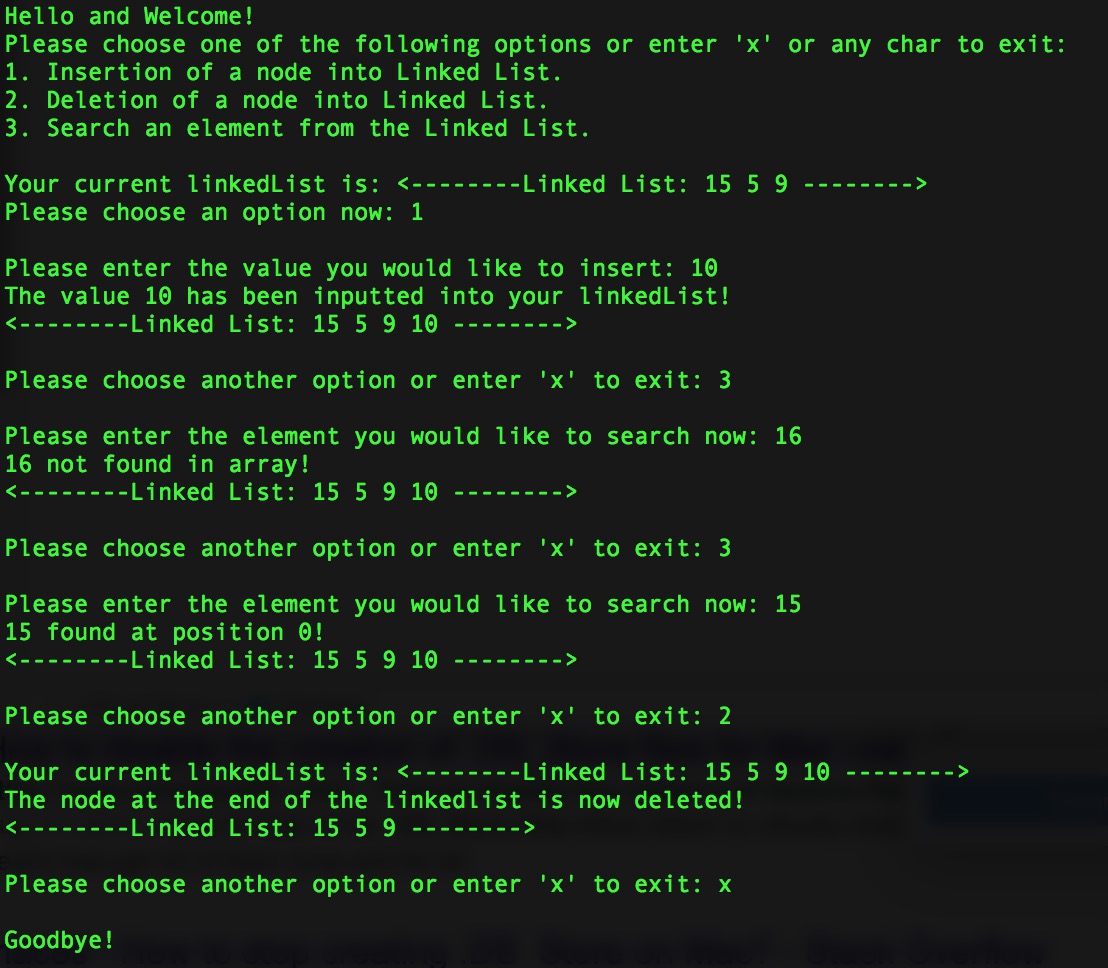 Hello and Welcome!
Please choose one of the following options or enter 'x' or any char to exit:
1. Insertion of a node into Linked List.
2. Deletion of a node into Linked List.
3. Search an element from the Linked List.
Your current linkedList is: <--------Linked List: 15 5 9 -------->
Please choose an option now: 1
Please enter the value you would like to insert: 10
The value 10 has been inputted into your linkedList!
<--------Linked List: 15 5 9 10 -------->
Please choose another option or enter 'x' to exit: 3
Please enter the element you would like to search now: 16
16 not found in array!
<--------Linked List: 15 5 9 10 -------->
Please choose another option or enter 'x' to exit: 3
Please enter the element you would like to search now: 15
15 found at position 0!
<--------Linked List: 15 5 9 10 -------->
Please choose another option or enter 'x' to exit: 2
Your current linkedList is: <--------Linked List: 15 5 9 10 -------->
The node at the end of the linkedlist is now deleted!
<--------Linked List: 15 5 9 -------->
Please choose another option or enter 'x' to exit: x
Goodbye!